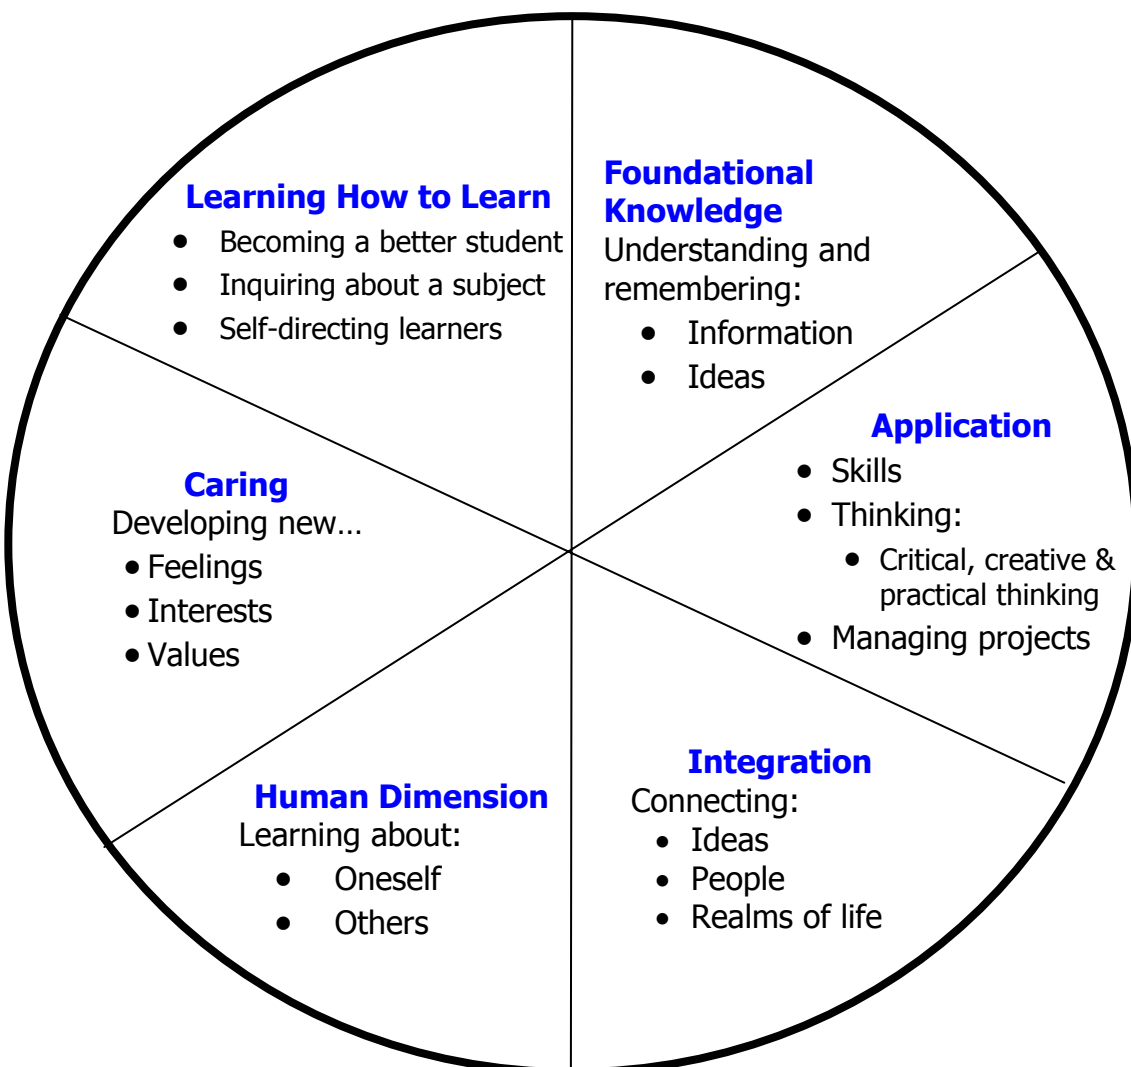 Learning How to Learn
• Becoming a better student
• Inquiring about a subject
• Self-directing learners
Foundational
Knowledge
Understanding and
remembering:
• Information
• Ideas
Application
• Skills
• Thinking:
• Critical, creative &
practical thinking
• Managing projects
Caring
Developing new…
• Feelings
• Interests
• Values
Human Dimension
Learning about:
• Oneself
• Others
Integration
Connecting:
• Ideas
• People
• Realms of life